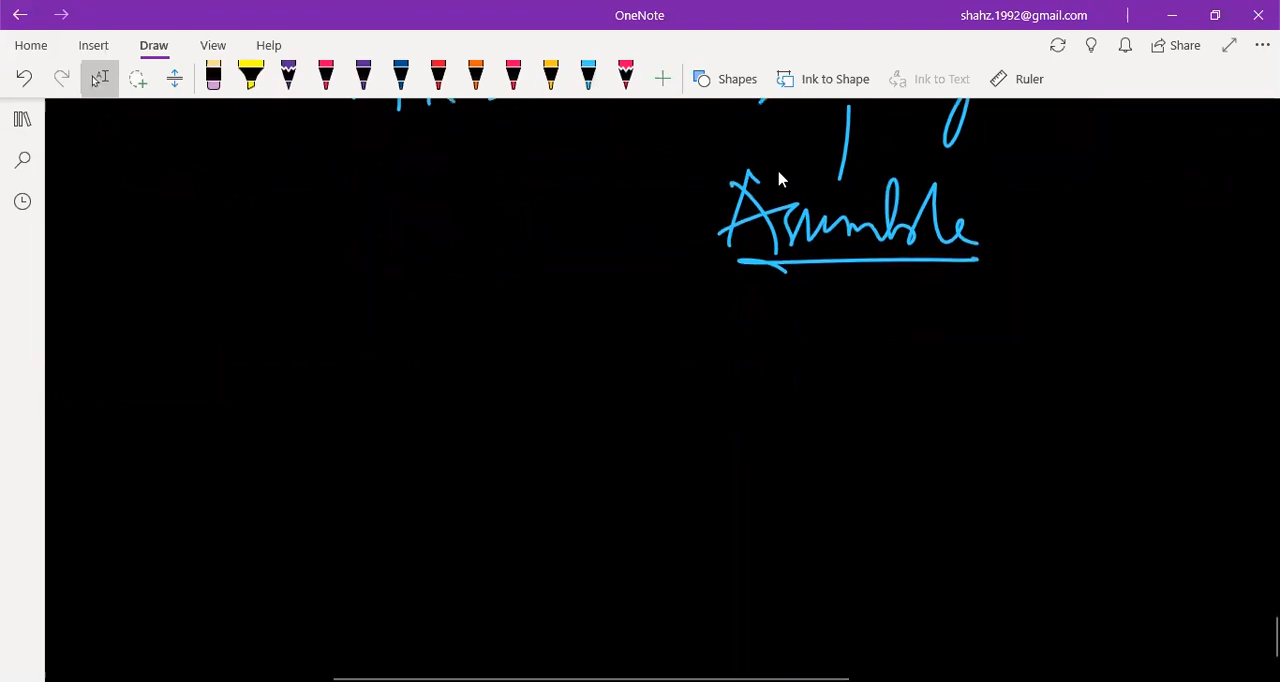 OneNote
shahz.1992@gmail.com
Home Insert Draw View Help
Share
Shapes Ink to Shape Ink to Text Ruler
Assemble